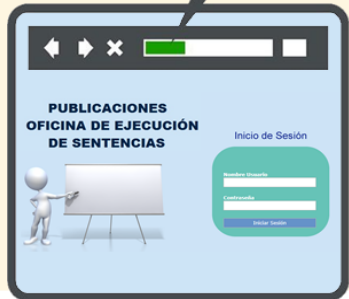 PUBLICACIONES
OFICINA DE EJECUCIÓN
DE SENTENCIAS
Inicio de Sesión
Nombre Usuario
Contraseña
Iniciar Sesión